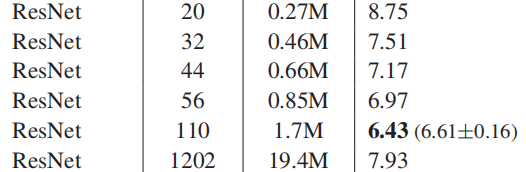 ResNet 20 0.27M 8.75
ResNet 32 0.46M 7.51
ResNet 44 0.66M 7.17
ResNet 56 0.85M 6.97
ResNet 110 1.7M 6.43 (6.61±0.16)
ResNet 1202 19.4M 7.93